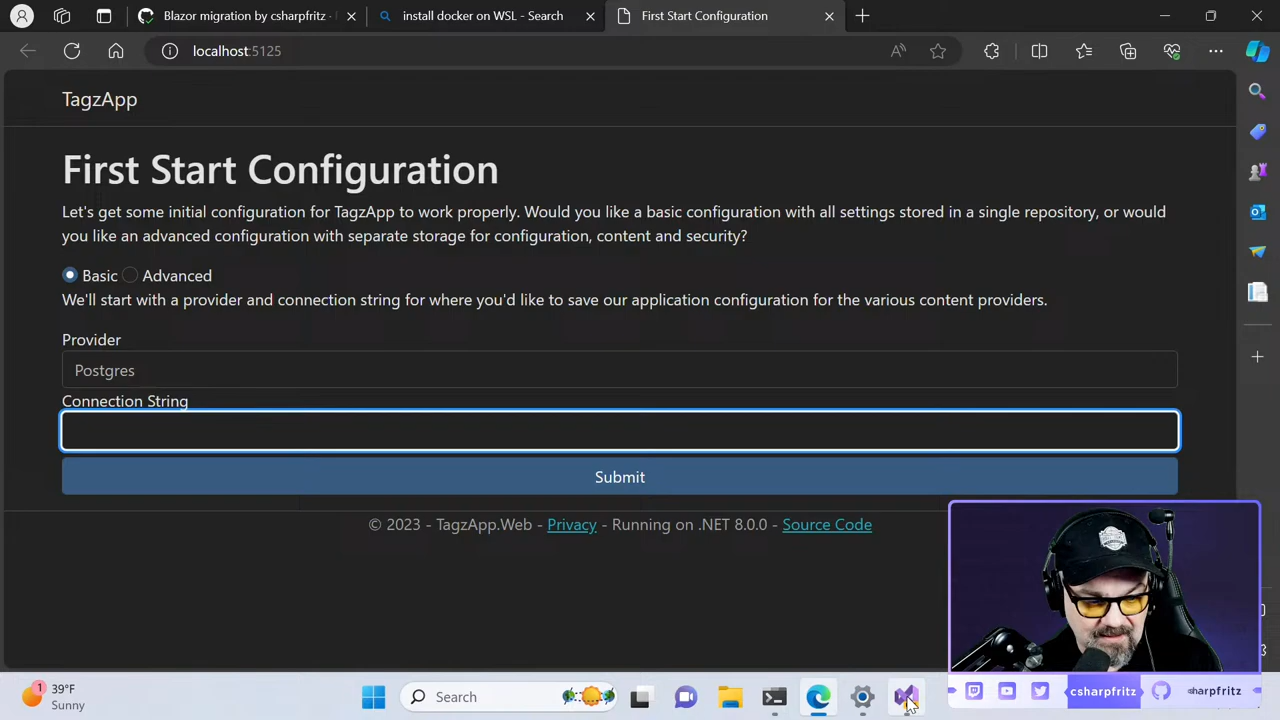 Blazor migration by csharpfritz ·
install docker on WSL - Search
First Start Configuration
localhost:5125
TagzApp
First Start Configuration
Let's get some initial configuration for TagzApp to work properly. Would you like a basic configuration with all settings stored in a single repository, or would
you like an advanced configuration with separate storage for configuration, content and security?
Basic Advanced
We'll start with a provider and connection string for where you'd like to save our application configuration for the various content providers.
Provider
Postgres
Connection String
Submit
© 2023 - TagzApp.Web - Privacy - Running on .NET 8.0.0 - Source Code
1
39°F
Sunny
Search
csharpfritz
sharpfritz